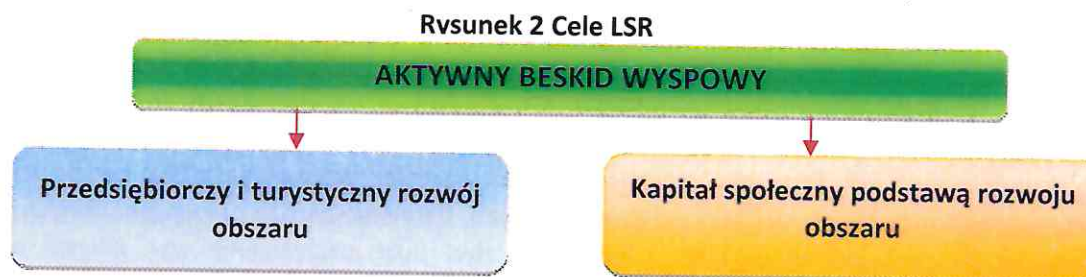 Rysunek 2 Cele LSR
AKTYWNY BESKID WYSPOWY
Przedsiębiorczy i turystyczny rozwój
obszaru
Kapitał społeczny podstawą rozwoju
obszaru